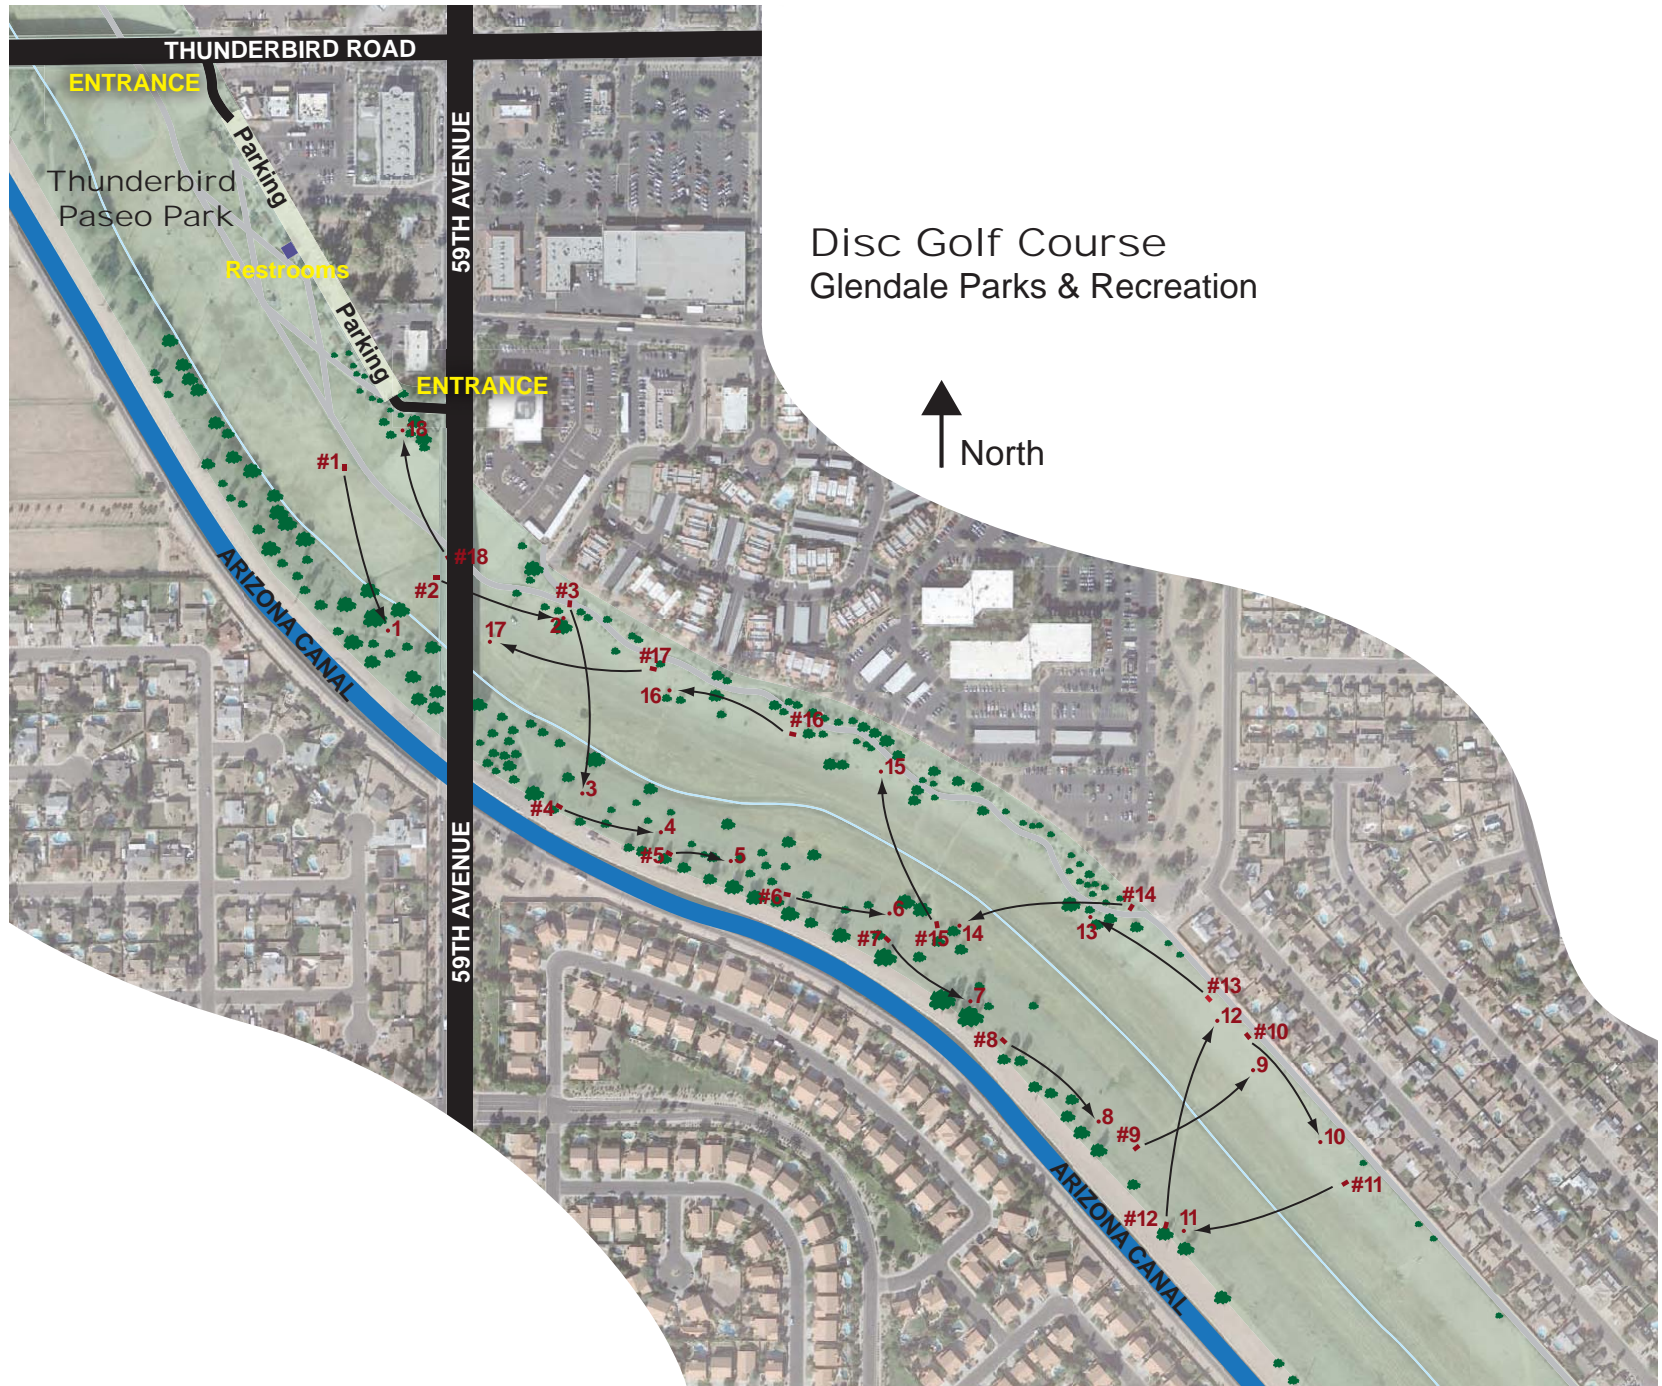 THUNDERBIRD ROAD
ENTRANCE
Parking
59TH AVENUE
Thunderbird
Paseo Park
Restrooms
Parking
ENTRANCE
Disc Golf Course
Glendale Parks & Recreation
North
.18
#1
#18
#2
#3
2
.1
17
#17
16
#16
.15
ARIZONA CANAL
.3
#4
.4
#5
.5
59TH AVENUE
#6
.6
#7
#15
.14
13
#14
.7
#13
.12
#10
#8
.9
.8
#9
.10
#11
#12
11
ARIZONA CANAL